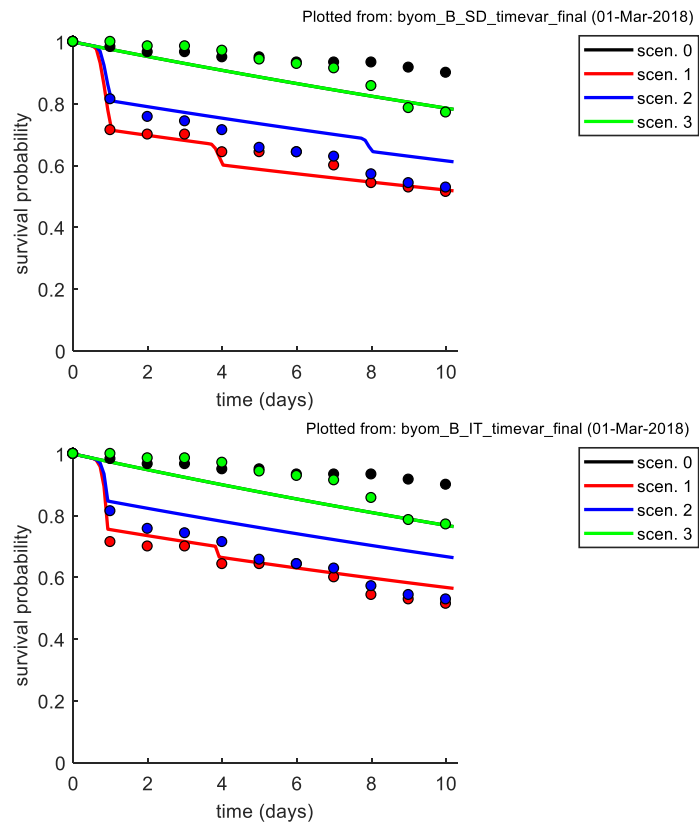 Plotted from: byom_B_SD_timevar_final (01-Mar-2018)
1
0.8
0.6
0.4
0.2
0
survival probability
0 2 4 6 8 10
time (days)
scen. 0
scen. 1
scen. 2
scen. 3
Plotted from: byom_B_IT_timevar_final (01-Mar-2018)
1
0.8
0.6
0.4
0.2
0
survival probability
0 2 4 6 8 10
time (days)
scen. 0
scen. 1
scen. 2
scen. 3